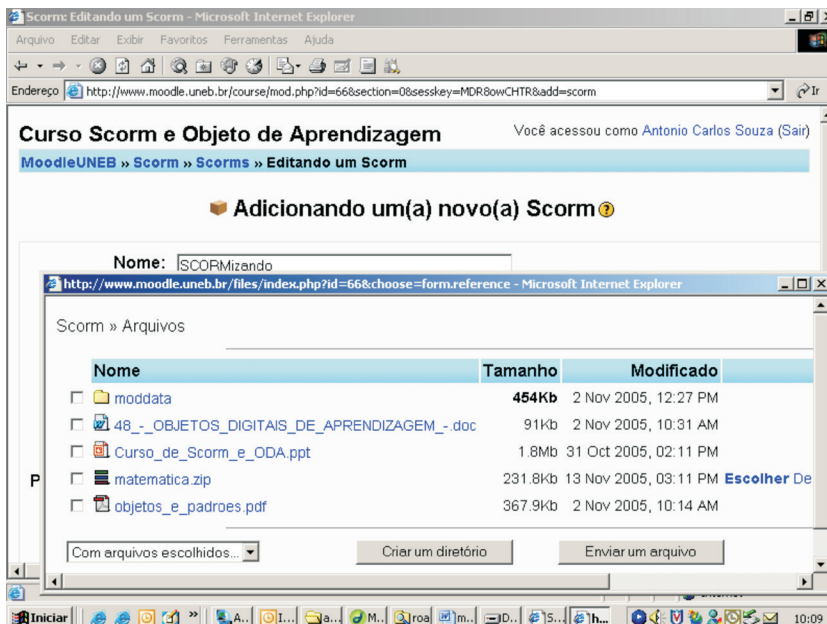 Scorm: Editando um Scorm - Microsoft Internet Explorer
Arquivo Editar Exibir Favoritos Ferramentas Ajuda
Endereço http://www.moodle.uneb.br/course/mod.php?id=66&section=0&sesskey=MDR8owCHTR&add=scorm Ir
Curso Scorm e Objeto de Aprendizagem Você acessou como Antonio Carlos Souza (Sair)
MoodleUNEB » Scorm » Scorms » Editando um Scorm
Adicionando um(a) novo(a) Scorm
Nome: SCORMizando
http://www.moodle.uneb.br/files/index.php?id=66&choose=form.reference - Microsoft Internet Explorer
Scorm » Arquivos
Nome Tamanho Modificado
moddata 454Kb 2 Nov 2005, 12:27 PM
48_-_OBJETOS_DIGITAIS_DE_APRENDIZAGEM_-.doc 91Kb 2 Nov 2005, 10:31 AM
Curso_de_Scorm_e_ODA.ppt 1.8Mb 31 Oct 2005, 02:11 PM
P matematica.zip 231.8Kb 13 Nov 2005, 03:11 PM Escolher De
objetos_e_padroes.pdf 367.9Kb 2 Nov 2005, 10:14 AM
Com arquivos escolhidos... Criar um diretório Enviar um arquivo
Iniciar » A... I... a... M... roa m... D... S... h... 10:09